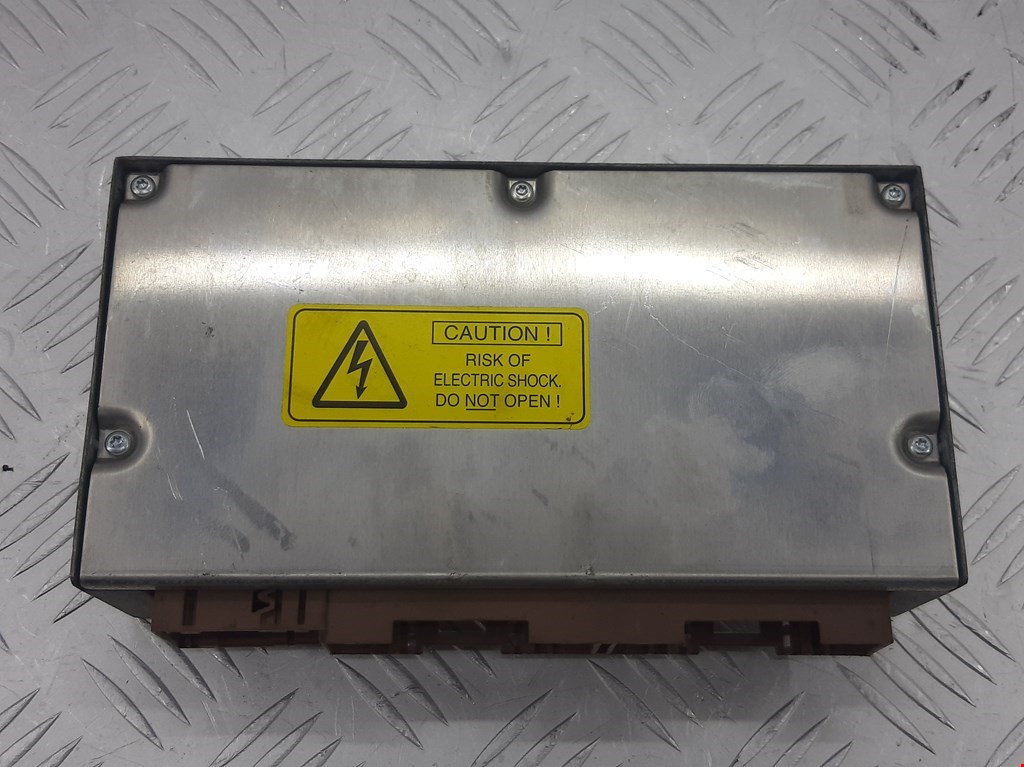 CAUTION !
RISK OF
ELECTRIC SHOCK.
DO NOT OPEN !